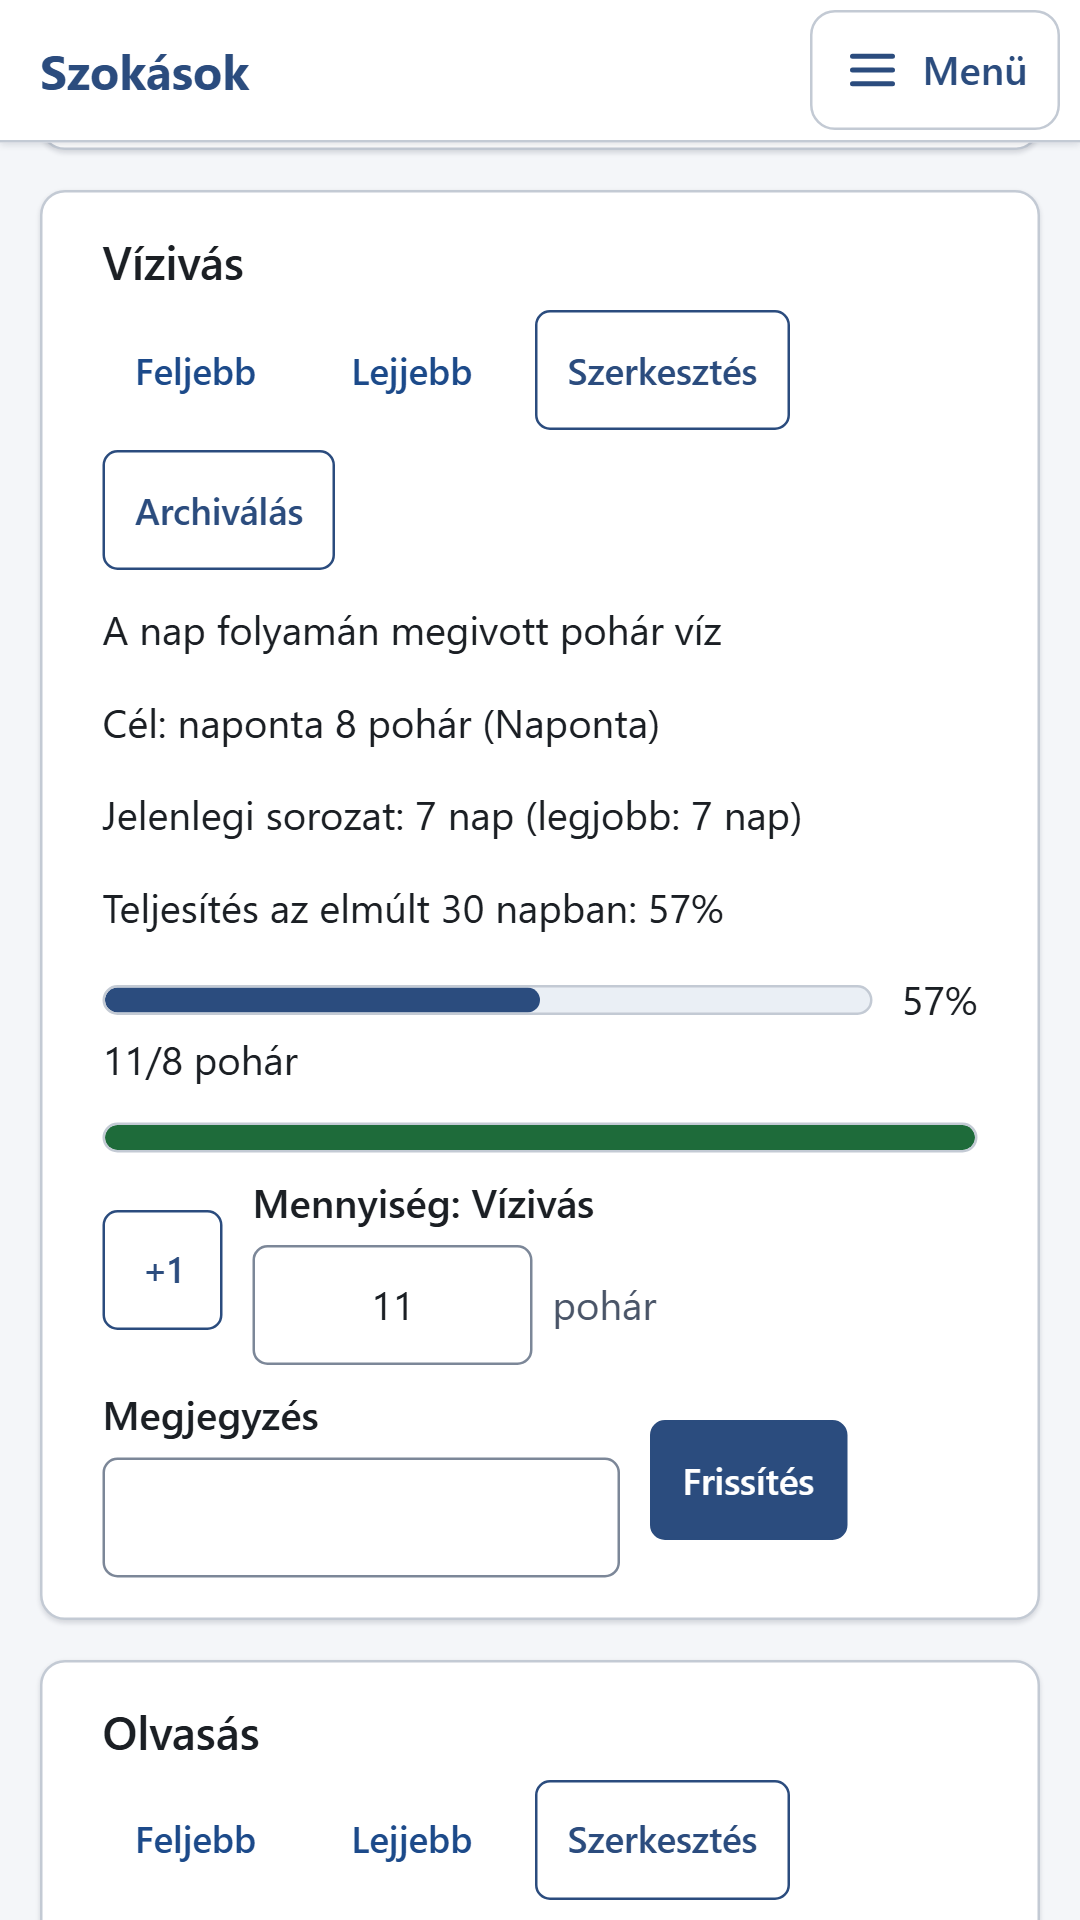 Szokások
Menü
Vízivás
Feljebb Lejjebb Szerkesztés
Archiválás
A nap folyamán megivott pohár víz
Cél: naponta 8 pohár (Naponta)
Jelenlegi sorozat: 7 nap (legjobb: 7 nap)
Teljesítés az elmúlt 30 napban: 57%
57%
11/8 pohár
Mennyiség: Vízivás
+1
11 pohár
Megjegyzés
Frissítés
Olvasás
Feljebb Lejjebb Szerkesztés